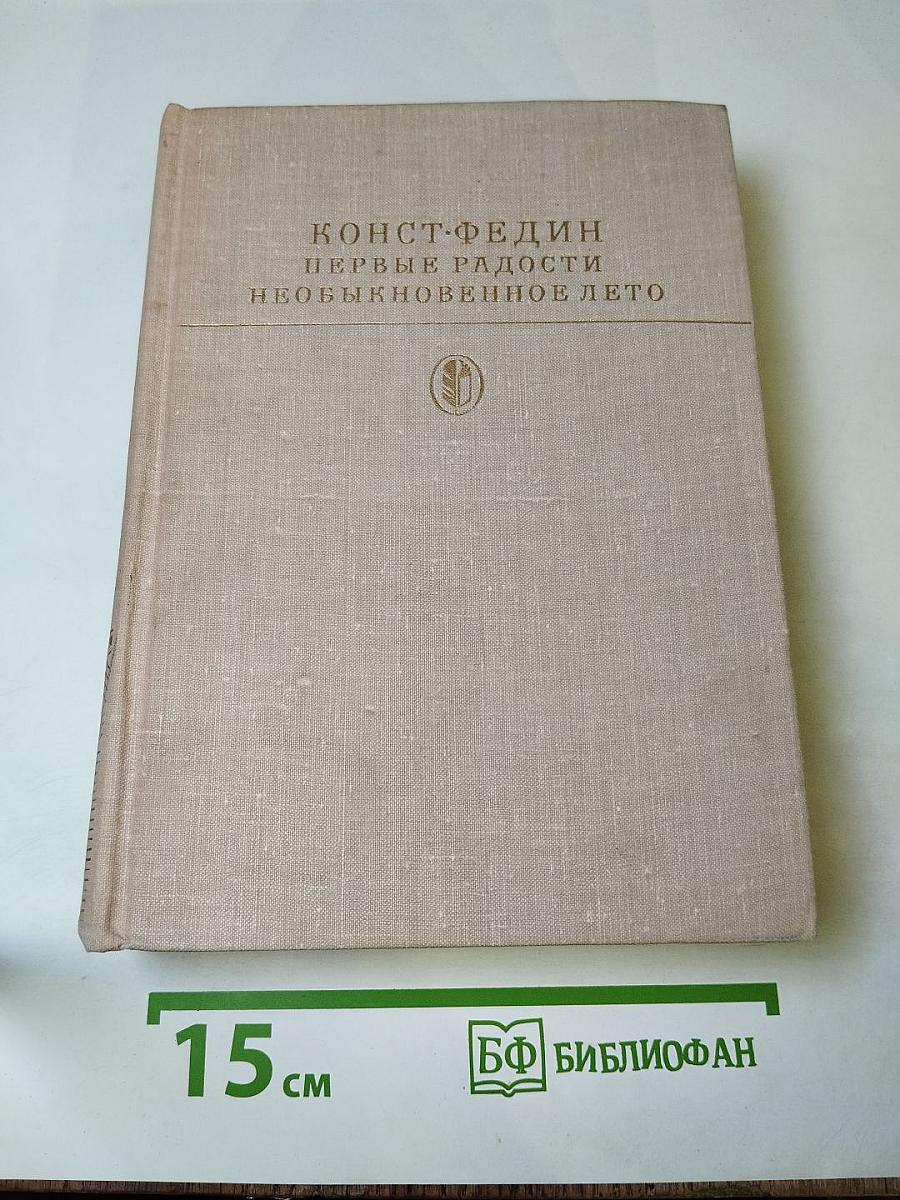 КОНСТ·ФЕДИН
ПЕРВЫЕ РАДОСТИ
НЕОБЫКНОВЕННОЕ ЛЕТО
15 см
БФ БИБЛИОФАН